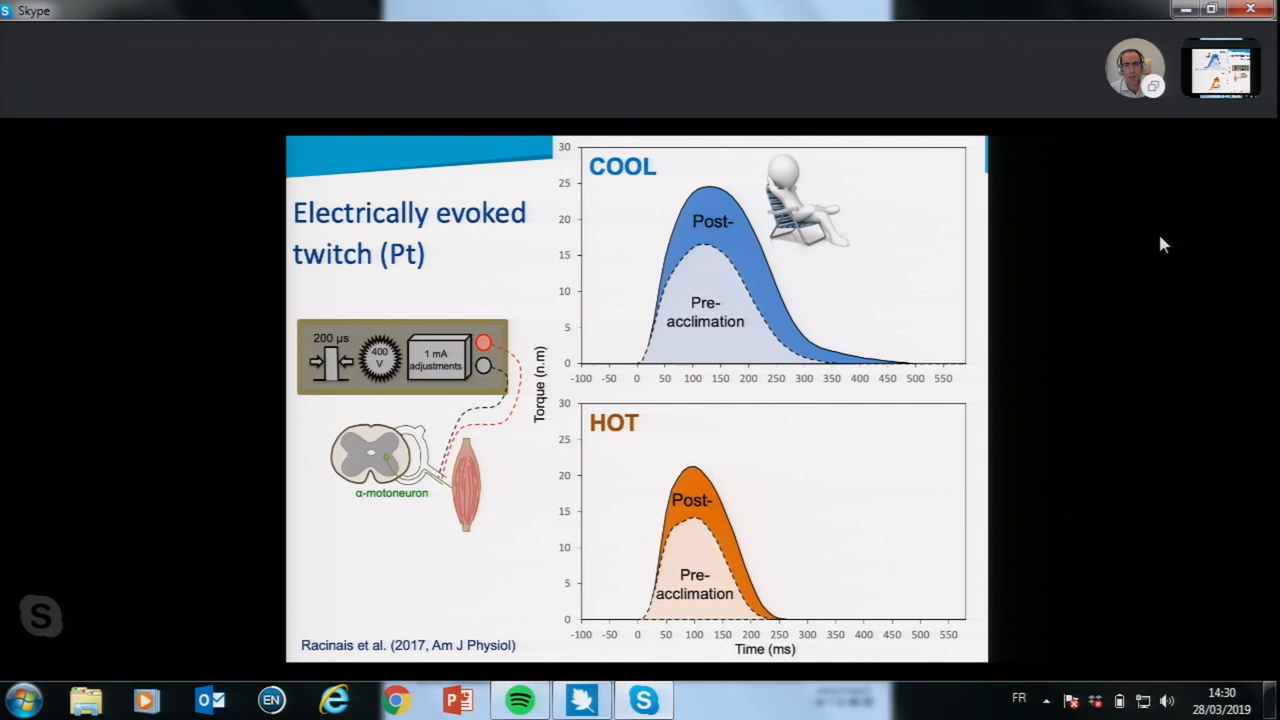 Skype
Electrically evoked
twitch (Pt)
200 µs
400
V
1 mA
adjustments
α-motoneuron
Racinais et al. (2017, Am J Physiol)
Torque (n.m)
COOL
Post-
Pre-
acclimation
30
25
20
15
10
5
0
-100 -50 0 50 100 150 200 250 300 350 400 450 500 550
HOT
Post-
Pre-
acclimation
30
25
20
15
10
5
0
-100 -50 0 50 100 150 200 250 300 350 400 450 500 550
Time (ms)
S
EN
FR
14:30
28/03/2019